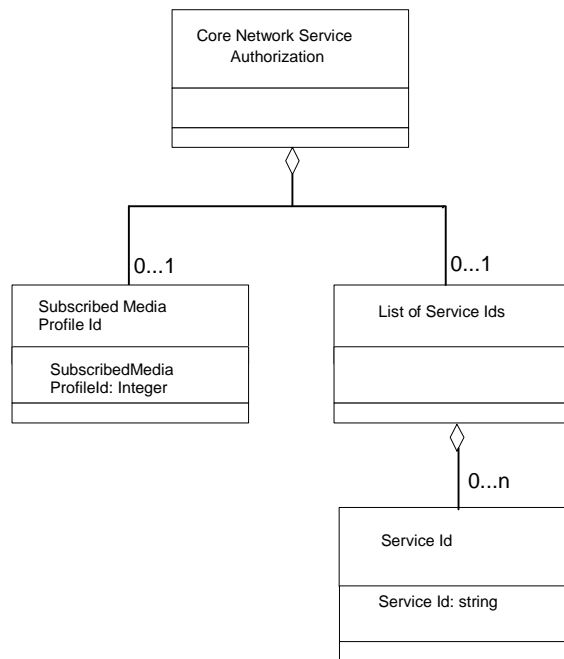 Core Network Service
Authorization
0...1
0...1
Subscribed Media
Profile Id
SubscribedMedia
ProfileId: Integer
List of Service Ids
0...n
Service Id
Service Id: string